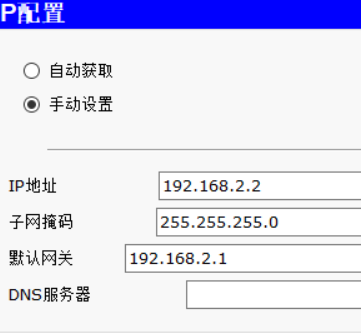 P配置
自动获取
手动设置
IP地址 192.168.2.2
子网掩码 255.255.255.0
默认网关 192.168.2.1
DNS服务器